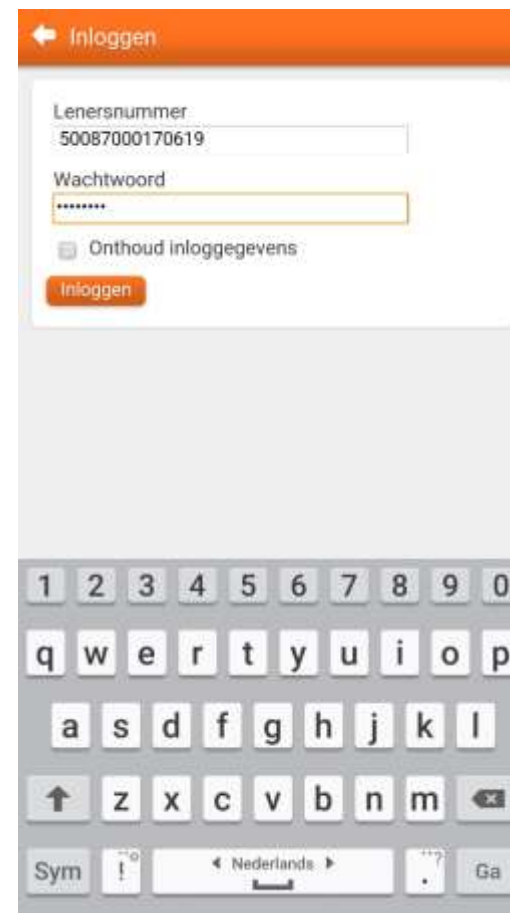 Inloggen
Lenersnummer
50087000170619
Wachtwoord
••••••••
Onthoud inloggegevens
Inloggen
1 2 3 4 5 6 7 8 9 0
q w e r t y u i o p
a s d f g h j k l
z x c v b n m
Sym ! Nederlands . ? Ga